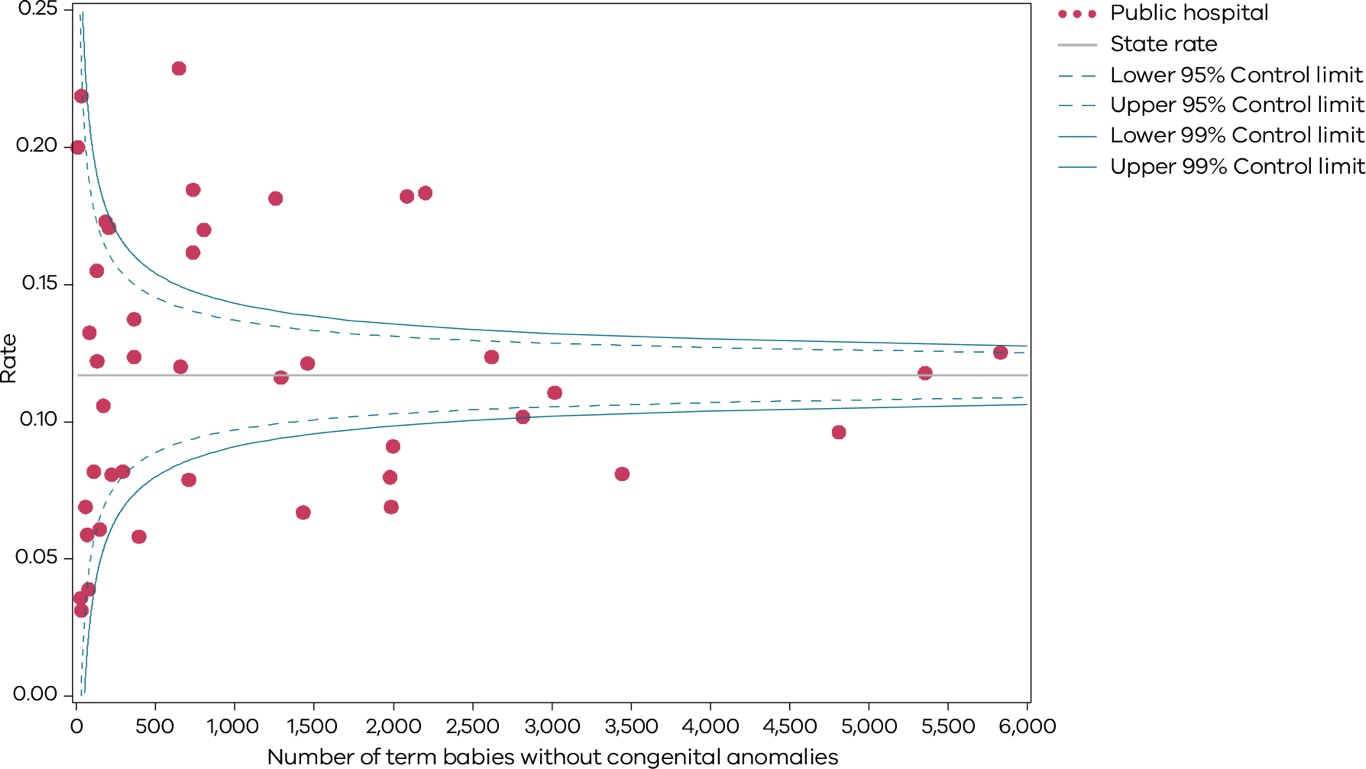 0.25
0.20
0.15
0.10
0.05
0.00
Rate
0 500 1,000 1,500 2,000 2,500 3,000 3,500 4,000 4,500 5,000 5,500 6,000
Number of term babies without congenital anomalies
Public hospital
State rate
Lower 95% Control limit
Upper 95% Control limit
Lower 99% Control limit
Upper 99% Control limit